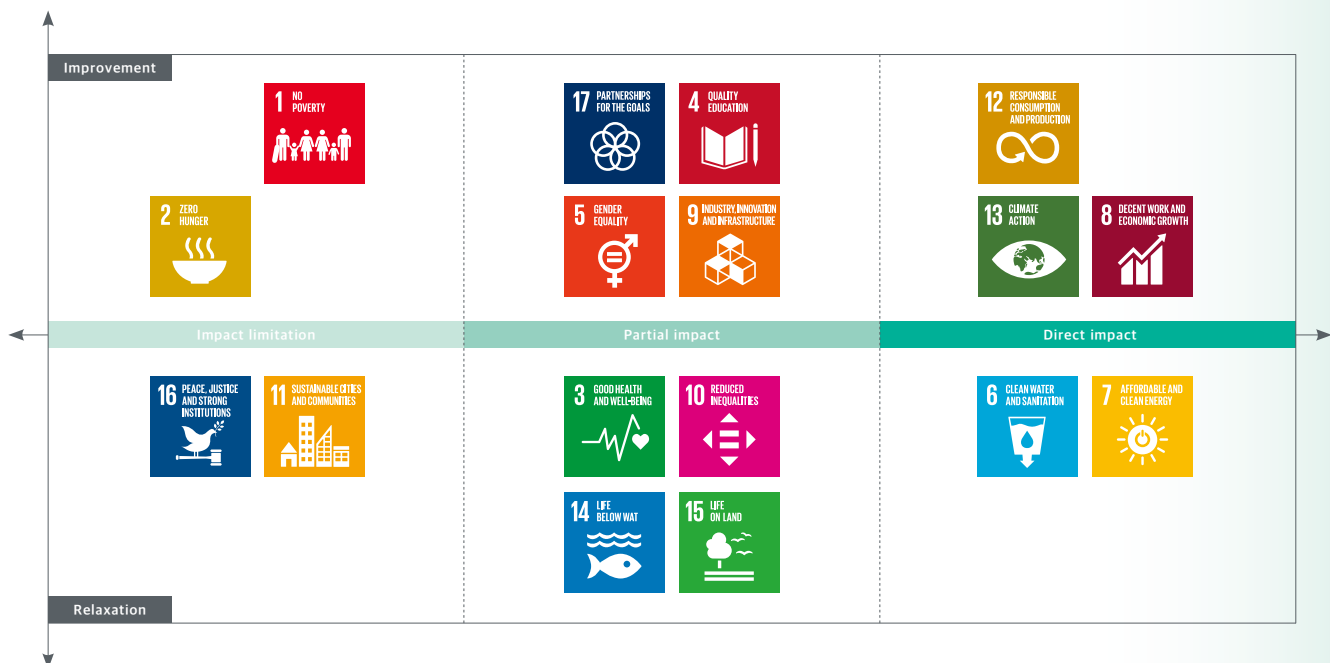 Improvement
1 NO
POVERTY
17 PARTNERSHIPS
FOR THE GOALS
4 QUALITY
EDUCATION
12 RESPONSIBLE
CONSUMPTION
AND PRODUCTION
2 ZERO
HUNGER
5 GENDER
EQUALITY
9 INDUSTRY, INNOVATION
AND INFRASTRUCTURE
13 CLIMATE
ACTION
8 DECENT WORK AND
ECONOMIC GROWTH
Impact limitation
Partial impact
Direct impact
16 PEACE, JUSTICE
AND STRONG
INSTITUTIONS
11 SUSTAINABLE CITIES
AND COMMUNITIES
3 GOOD HEALTH
AND WELL-BEING
10 REDUCED
INEQUALITIES
6 CLEAN WATER
AND SANITATION
7 AFFORDABLE AND
CLEAN ENERGY
14 LIFE
BELOW WAT
15 LIFE
ON LAND
Relaxation